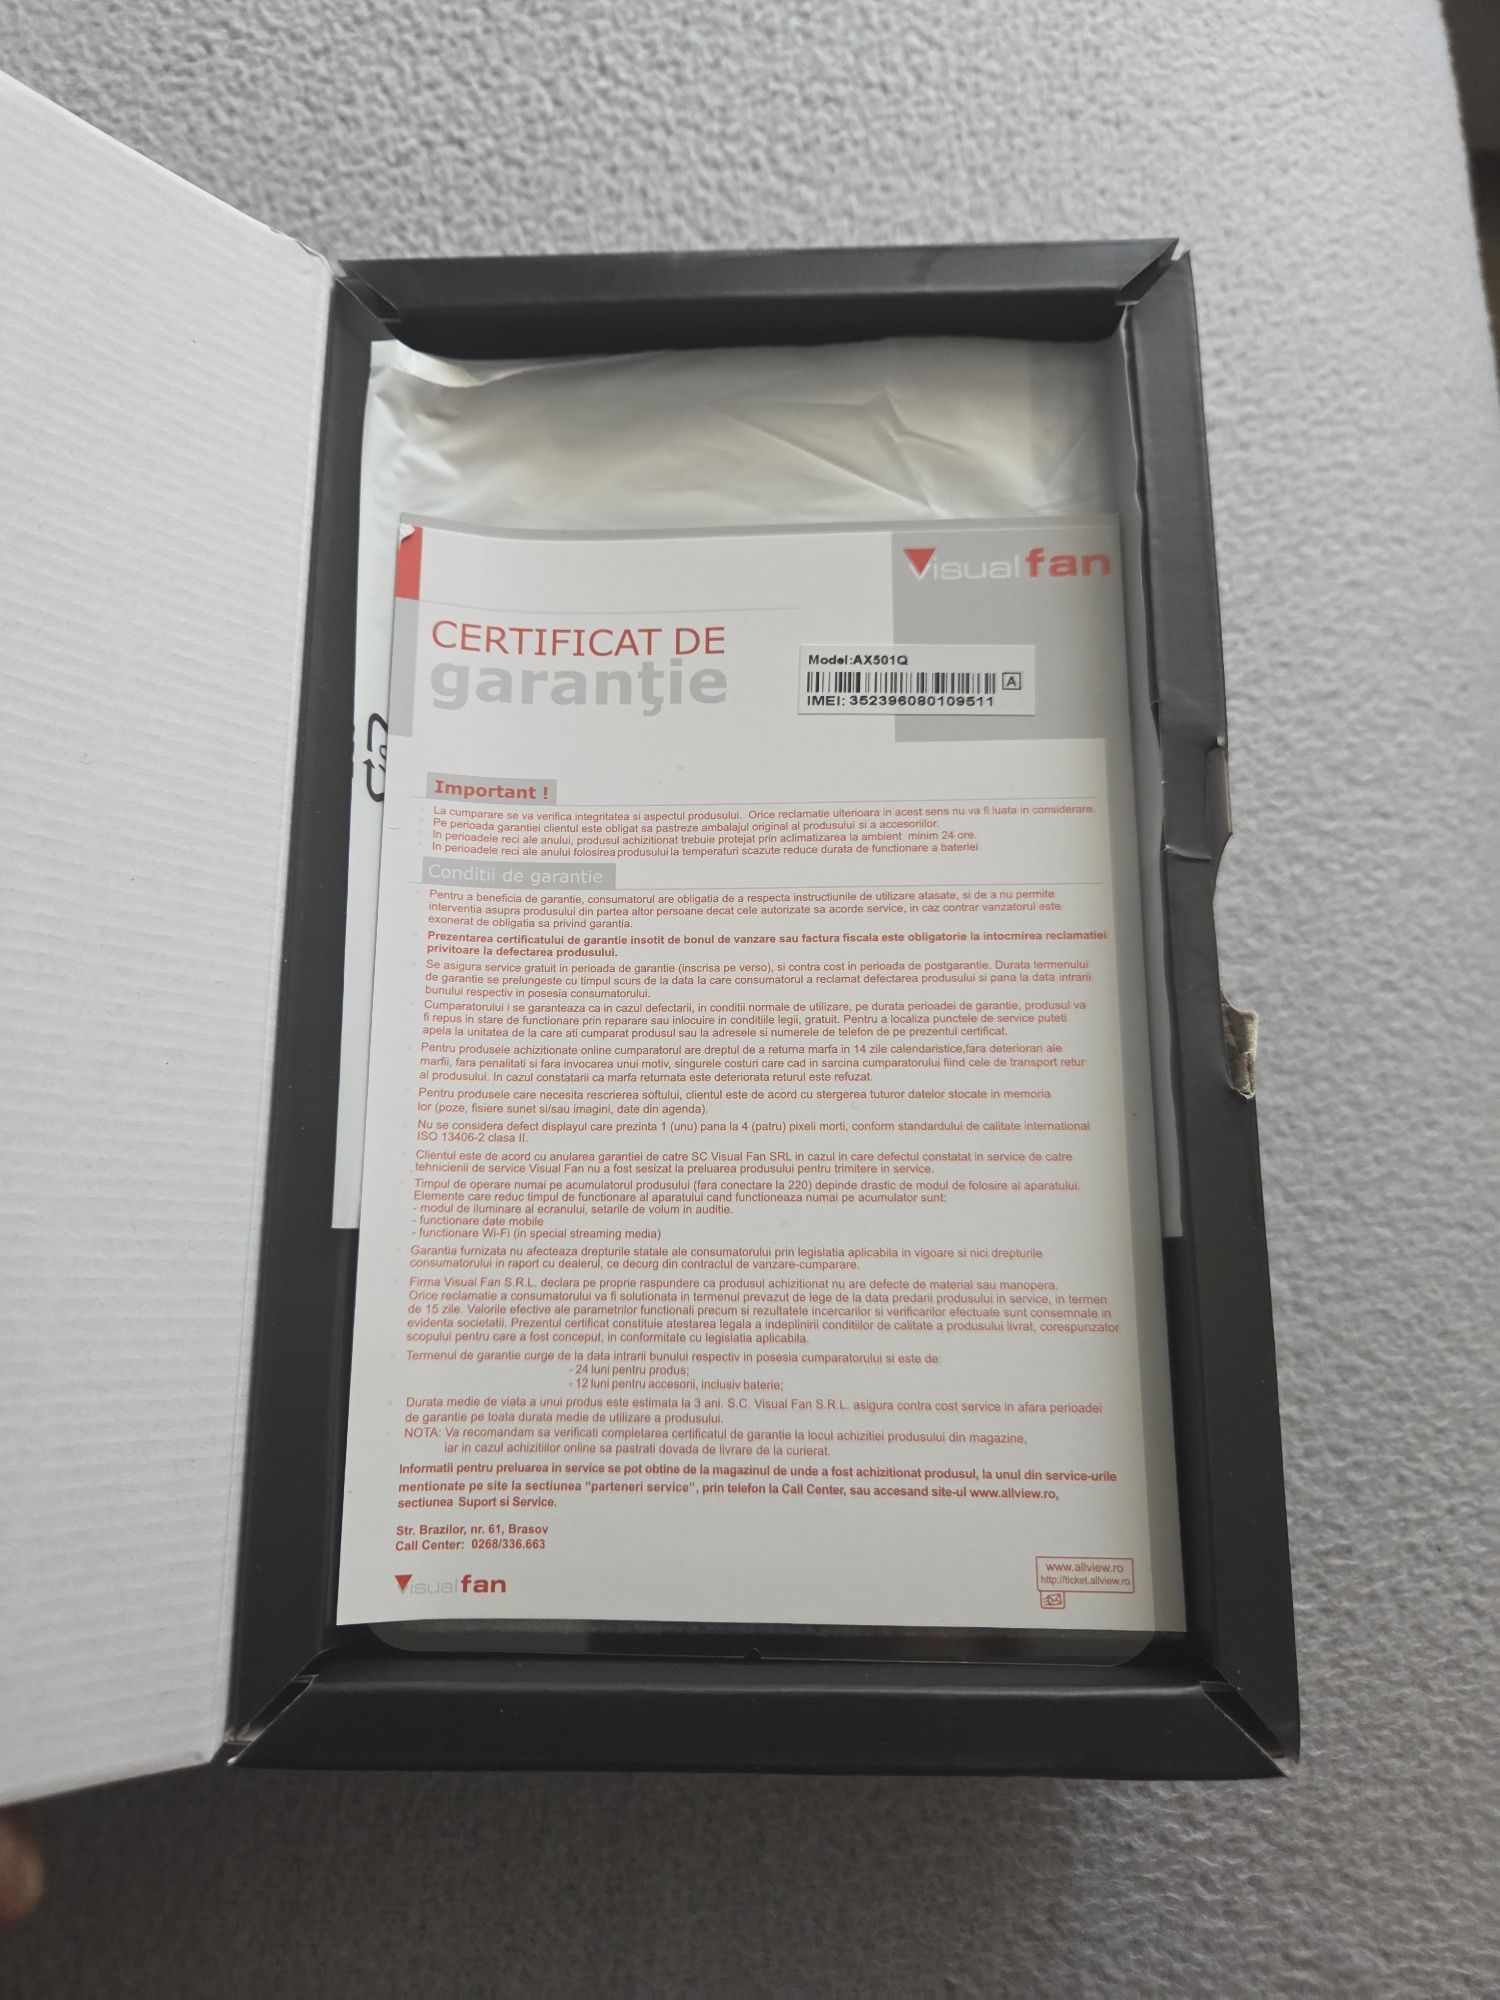 Visual fan
CERTIFICAT DE
garanţie
Model:AX501Q
A
IMEI: 352396080109511
Important !
La cumparare se va verifica integritatea si aspectul produsului. Orice reclamatie ulterioara in acest sens nu va fi luata in considerare.
Pe perioada garantiei clientul este obligat sa pastreze ambalajul original al produsului si a accesoriilor.
In perioadele reci ale anului, produsul achizitionat trebuie protejat prin aclimatizarea la ambient minim 24 ore.
In perioadele reci ale anului folosirea produsului la temperaturi scazute reduce durata de functionare a bateriei
Conditii de garantie
Pentru a beneficia de garantie, consumatorul are obligatia de a respecta instructiunile de utilizare atasate, si de a nu permite
interventia asupra produsului din partea altor persoane decat cele autorizate sa acorde service, in caz contrar vanzatorul este
exonerat de obligatia sa privind garantia.
Prezentarea certificatului de garantie insotit de bonul de vanzare sau factura fiscala este obligatorie la intocmirea reclamatiei
privitoare la defectarea produsului.
Se asigura service gratuit in perioada de garantie (inscrisa pe verso), si contra cost in perioada de postgarantie. Durata termenului
de garantie se prelungeste cu timpul scurs de la data la care consumatorul a reclamat defectarea produsului si pana la data intrarii
bunului respectiv in posesia consumatorului.
Cumparatorului i se garanteaza ca in cazul defectarii, in conditii normale de utilizare, pe durata perioadei de garantie, produsul va
fi repus in stare de functionare prin reparare sau inlocuire in conditiile legii, gratuit. Pentru a localiza punctele de service puteti
apela la unitatea de la care ati cumparat produsul sau la adresele si numerele de telefon de pe prezentul certificat.
Pentru produsele achizitionate online cumparatorul are dreptul de a returna marfa in 14 zile calendaristice,fara deteriorari ale
marfii, fara penalitati si fara invocarea unui motiv, singurele costuri care cad in sarcina cumparatorului fiind cele de transport retur
al produsului. In cazul constatarii ca marfa returnata este deteriorata returul este refuzat.
Pentru produsele care necesita rescrierea softului, clientul este de acord cu stergerea tuturor datelor stocate in memoria
lor (poze, fisiere sunet si/sau imagini, date din agenda).
Nu se considera defect displayul care prezinta 1 (unu) pana la 4 (patru) pixeli morti, conform standardului de calitate international
ISO 13406-2 clasa II.
Clientul este de acord cu anularea garantiei de catre SC Visual Fan SRL in cazul in care defectul constatat in service de catre
tehnicienii de service Visual Fan nu a fost sesizat la preluarea produsului pentru trimitere in service.
Timpul de operare numai pe acumulatorul produsului (fara conectare la 220) depinde drastic de modul de folosire al aparatului.
Elemente care reduc timpul de functionare al aparatului cand functioneaza numai pe acumulator sunt:
- modul de iluminare al ecranului, setarile de volum in auditie.
- functionare date mobile
- functionare Wi-Fi (in special streaming media)
Garantia furnizata nu afecteaza drepturile statale ale consumatorului prin legislatia aplicabila in vigoare si nici drepturile
consumatorului in raport cu dealerul, ce decurg din contractul de vanzare-cumparare.
Firma Visual Fan S.R.L. declara pe proprie raspundere ca produsul achizitionat nu are defecte de material sau manopera.
Orice reclamatie a consumatorului va fi solutionata in termenul prevazut de lege de la data predarii produsului in service, in termen
de 15 zile. Valorile efective ale parametrilor functionali precum si rezultatele incercarilor si verificarilor efectuate sunt consemnate in
evidenta societatii. Prezentul certificat constituie atestarea legala a indeplinirii conditiilor de calitate a produsului livrat, corespunzator
scopului pentru care a fost conceput, in conformitate cu legislatia aplicabila.
Termenul de garantie curge de la data intrarii bunului respectiv in posesia cumparatorului si este de:
- 24 luni pentru produs;
- 12 luni pentru accesorii, inclusiv baterie;
Durata medie de viata a unui produs este estimata la 3 ani. S.C. Visual Fan S.R.L. asigura contra cost service in afara perioadei
de garantie pe toata durata medie de utilizare a produsului.
NOTA: Va recomandam sa verificati completarea certificatului de garantie la locul achizitiei produsului din magazine,
iar in cazul achizitiilor online sa pastrati dovada de livrare de la curierat.
Informatii pentru preluarea in service se pot obtine de la magazinul de unde a fost achizitionat produsul, la unul din service-urile
mentionate pe site la sectiunea "parteneri service", prin telefon la Call Center, sau accesand site-ul www.allview.ro,
sectiunea Suport si Service.
Str. Brazilor, nr. 61, Brasov
Call Center: 0268/336.663
Visual fan
www.allview.ro
http://ticket.allview.ro